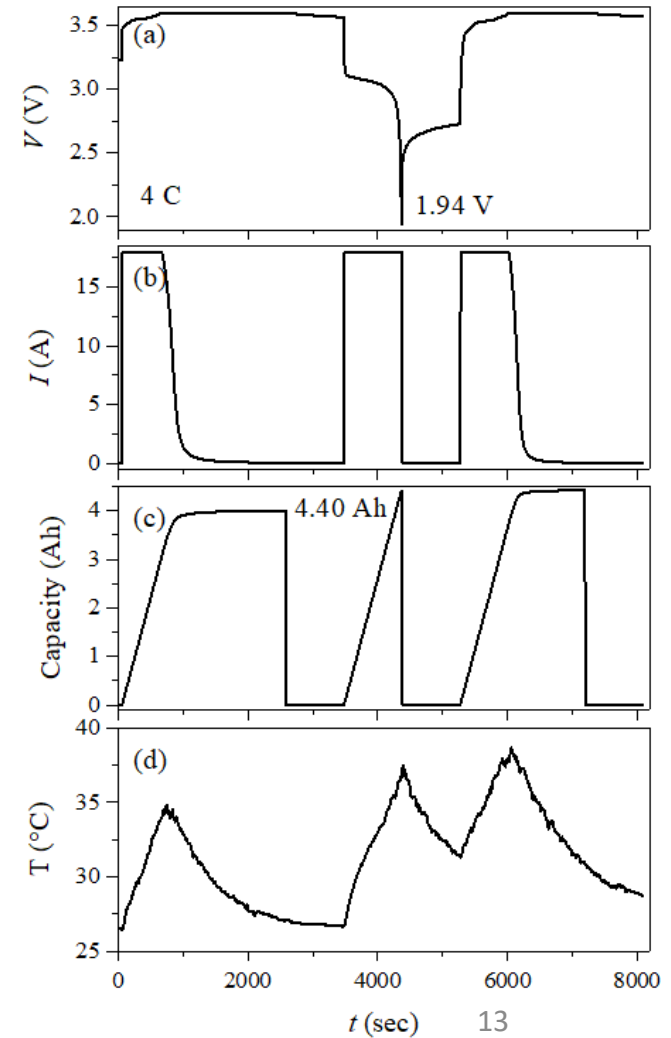 3.5
(a)
3.0
V (V)
2.5
4 C
1.94 V
2.0
(b)
15
I (A)
10
5
0
4
(c)
4.40 Ah
Capacity (Ah)
3
2
1
0
40
(d)
35
T (°C)
30
25
0 2000 4000 6000 8000
t (sec)
13